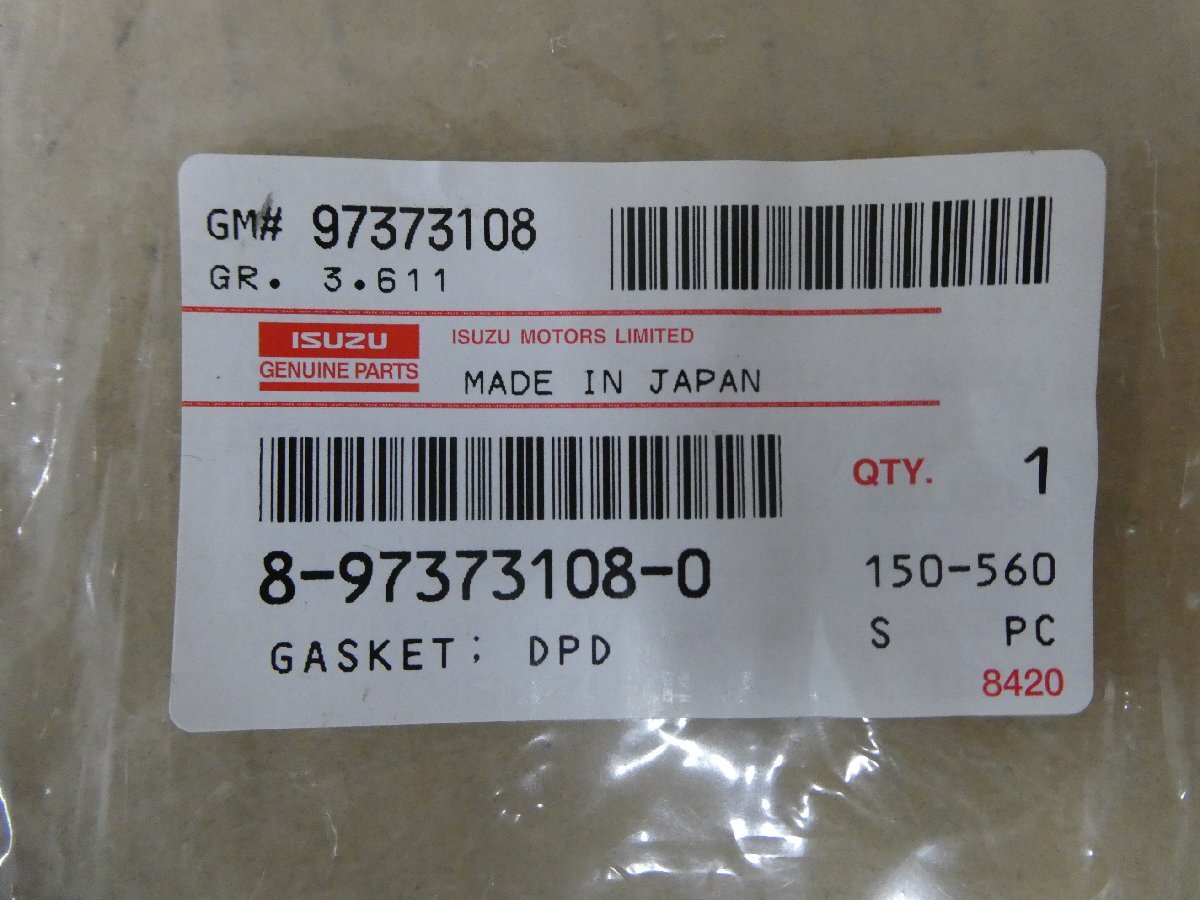 GM# 97373108
GR. 3.611
ISUZU
GENUINE PARTS
ISUZU MOTORS LIMITED
MADE IN JAPAN
QTY. 1
8-97373108-0
150-560
GASKET; DPD
S PC
8420